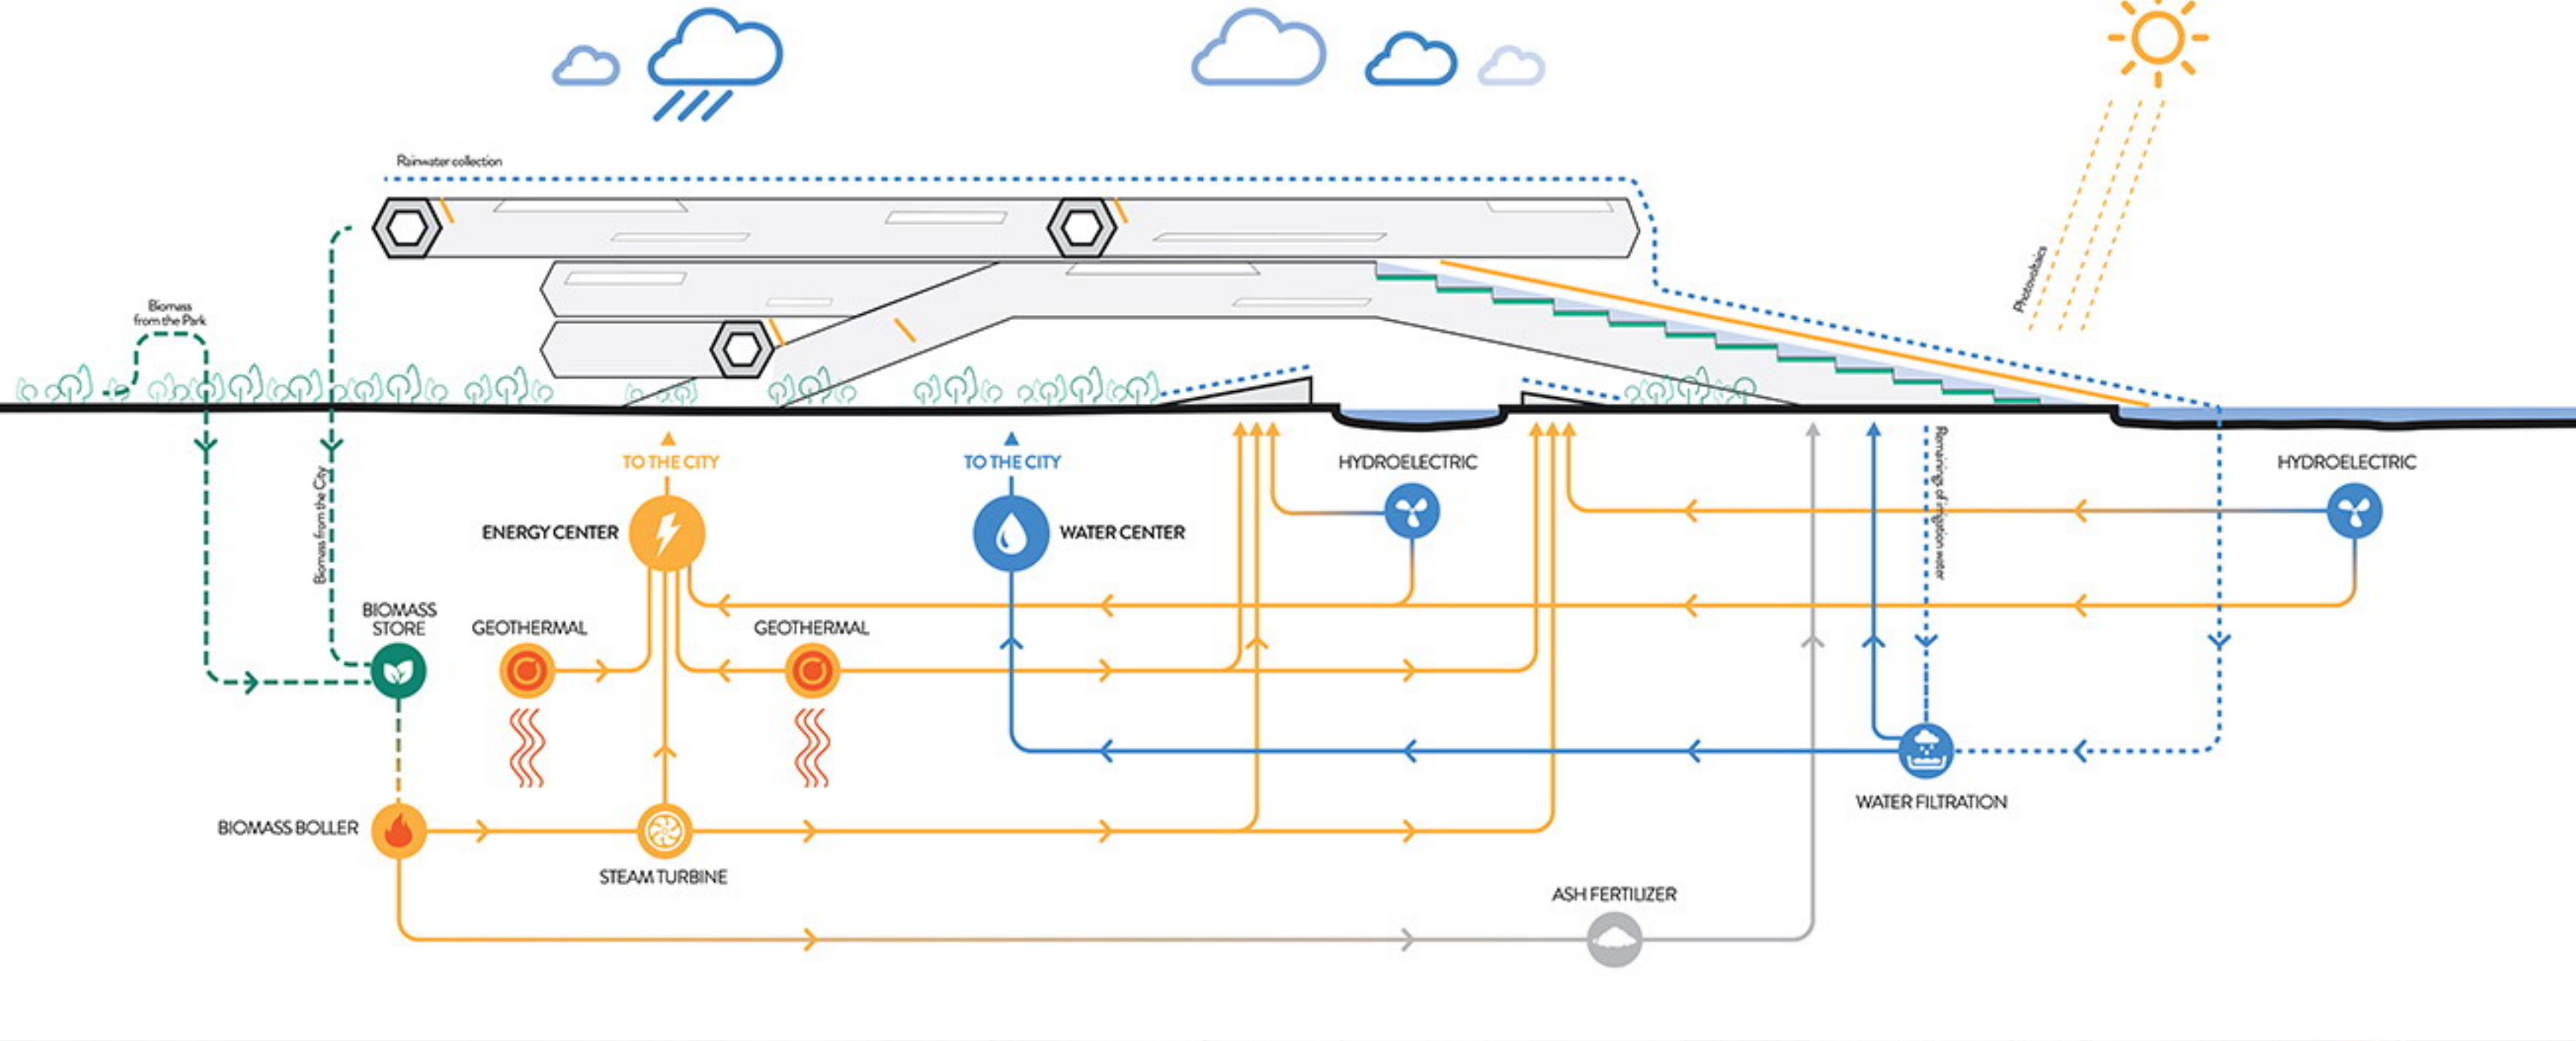 Rainwater collection
Photovoltaics
Biomass
from the Park
TO THE CITY
TO THE CITY
HYDROELECTRIC
HYDROELECTRIC
Remainings of irrigation water
Biomass from the City
ENERGY CENTER
WATER CENTER
BIOMASS
STORE
GEOTHERMAL
GEOTHERMAL
WATER FILTRATION
BIOMASS BOLLER
STEAM TURBINE
ASH FERTILIZER